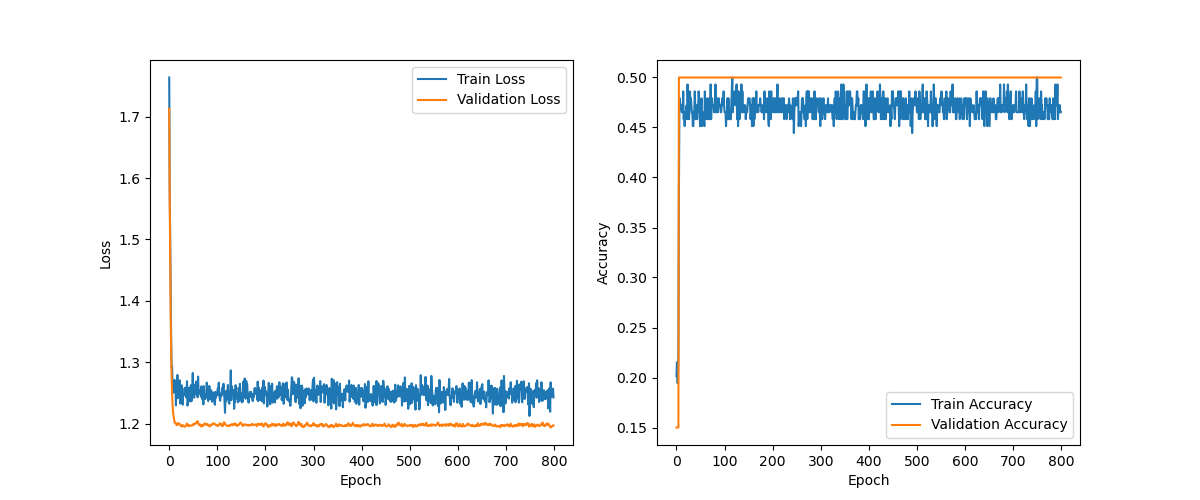 Train Loss
Validation Loss
1.7
1.6
1.5
1.4
1.3
1.2
Loss
0 100 200 300 400 500 600 700 800
Epoch
0.50
0.45
0.40
0.35
0.30
0.25
0.20
0.15
Accuracy
Train Accuracy
Validation Accuracy
0 100 200 300 400 500 600 700 800
Epoch